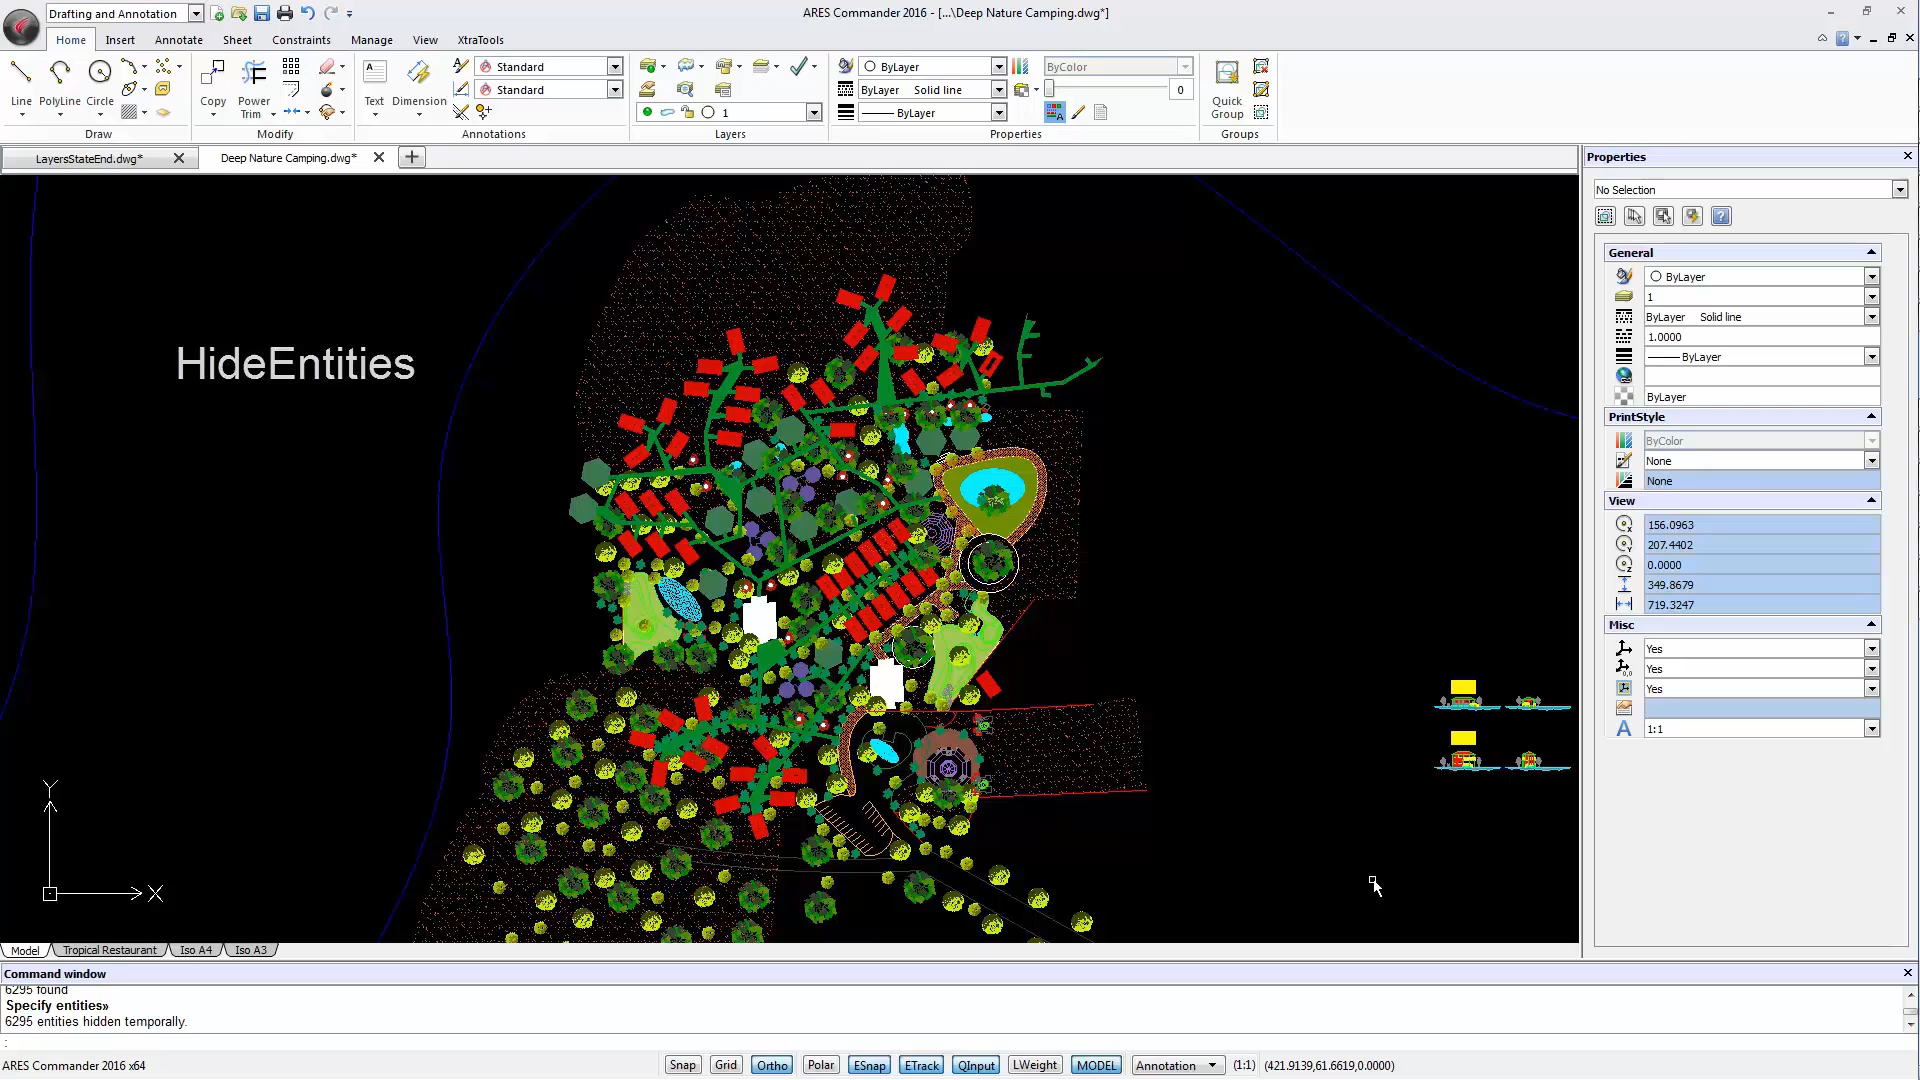 Drafting and Annotation
ARES Commander 2016 - [...\Deep Nature Camping.dwg*]
Home Insert Annotate Sheet Constraints Manage View XtraTools
Line PolyLine Circle
Draw
Copy Power Trim
Modify
Text Dimension
Standard
Standard
Annotations
1
Layers
ByLayer
ByLayer Solid line
ByLayer
ByColor
0
Properties
Quick Group
Groups
LayersStateEnd.dwg*
Deep Nature Camping.dwg*
HideEntities
Y
X
Properties
No Selection
General
ByLayer
1
ByLayer Solid line
1.0000
ByLayer
ByLayer
PrintStyle
ByColor
None
None
View
156.0963
207.4402
0.0000
349.8679
719.3247
Misc
Yes
Yes
Yes
1:1
Model Tropical Restaurant Iso A4 Iso A3
Command window
6295 found
Specify entities»
6295 entities hidden temporally.
:
ARES Commander 2016 x64
Snap Grid Ortho Polar ESnap ETrack QInput LWeight MODEL Annotation (1:1) (421.9139,61.6619,0.0000)